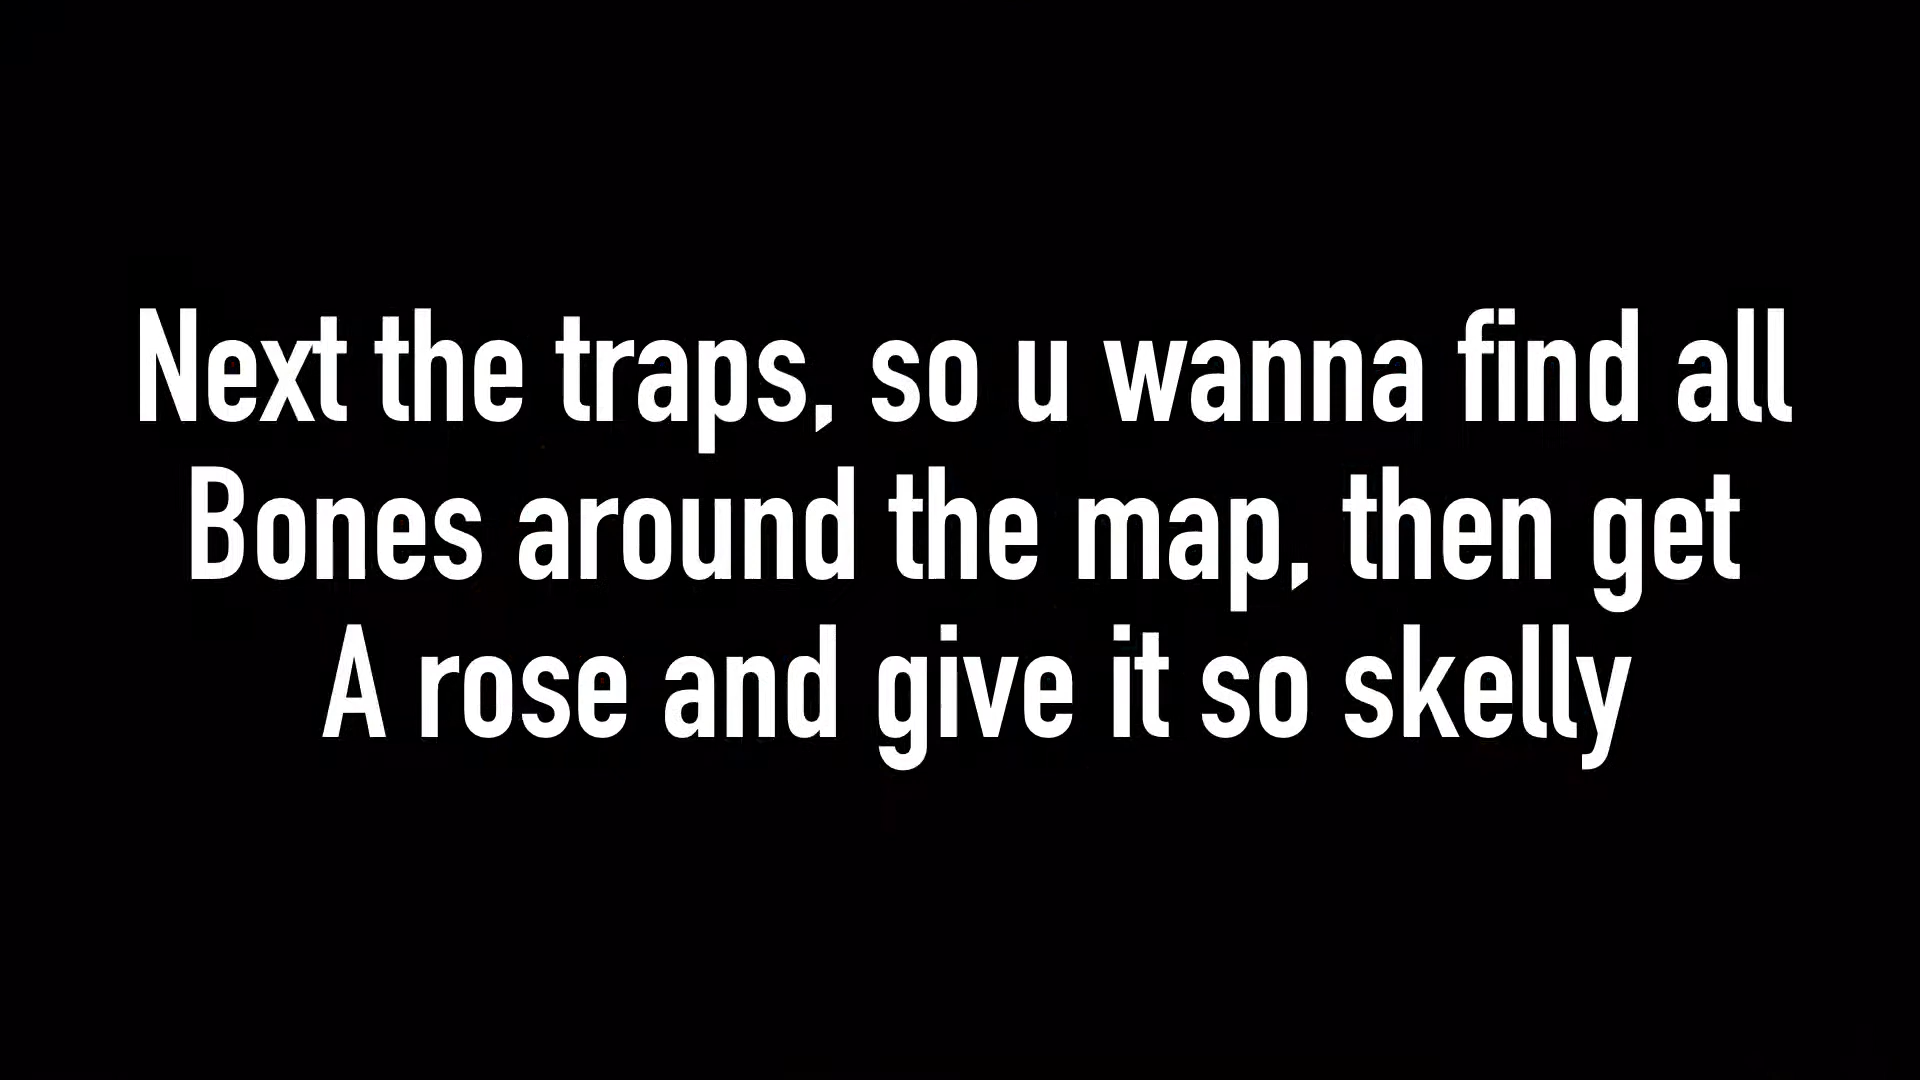 Next the traps, so u wanna find all
Bones around the map, then get
A rose and give it so skelly